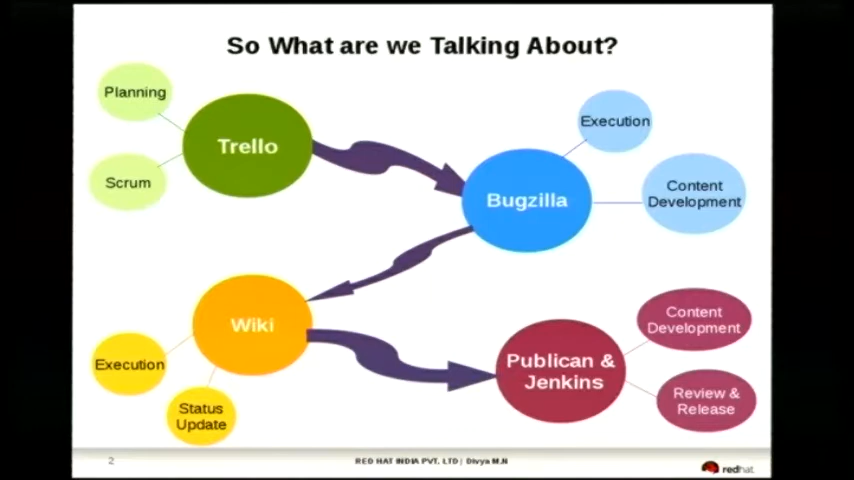 So What are we Talking About?
Planning
Trello
Scrum
Execution
Bugzilla
Content
Development
Wiki
Execution
Status
Update
Publican &
Jenkins
Content
Development
Review &
Release
2
RED HAT INDIA PVT. LTD | Divya M.N
redhat